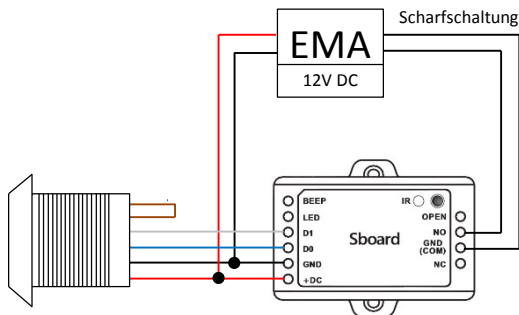 Scharfschaltung
EMA
12V DC
BEEP
LED
D1
D0
GND
+DC
Sboard
IR
OPEN
NO
GND
(COM)
NC